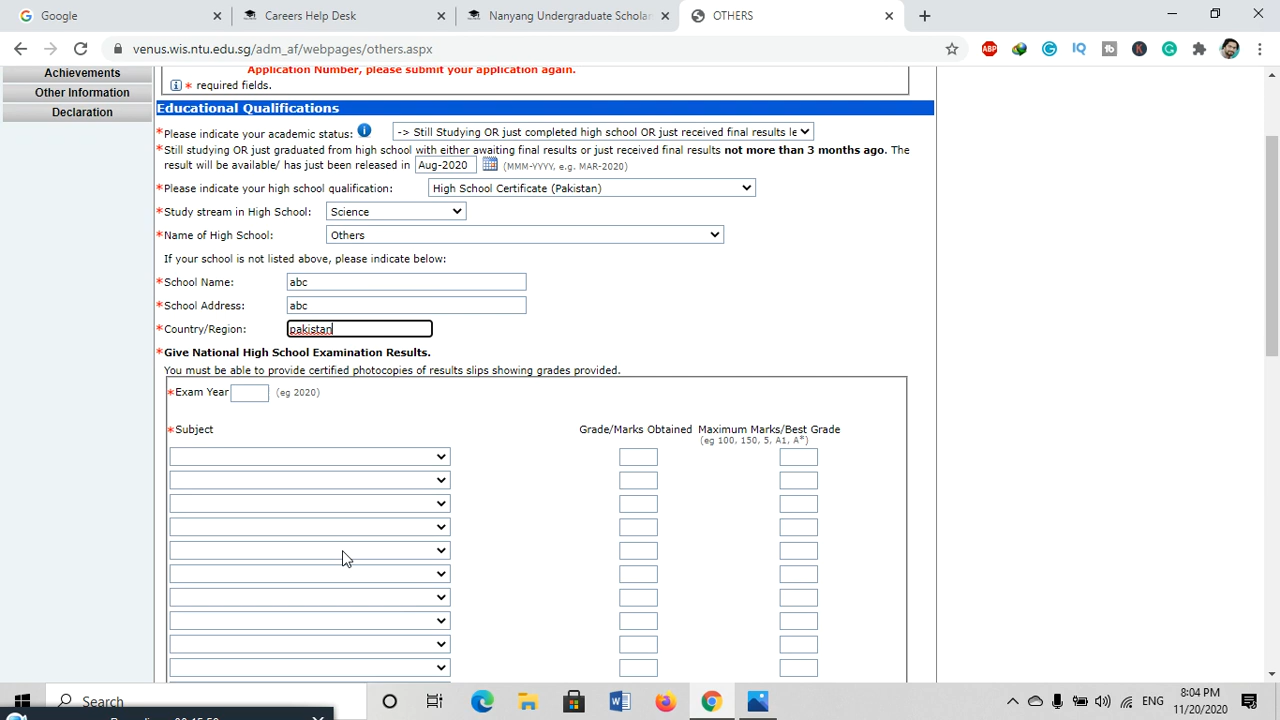 Google
Careers Help Desk
Nanyang Undergraduate Scholar
OTHERS
venus.wis.ntu.edu.sg/adm_af/webpages/others.aspx
Achievements
Other Information
Declaration
Application Number, please submit your application again.
* required fields.
Educational Qualifications
*Please indicate your academic status:
-> Still Studying OR just completed high school OR just received final results le
*Still studying OR just graduated from high school with either awaiting final results or just received final results not more than 3 months ago. The
result will be available/ has just been released in Aug-2020 (MMM-YYYY, e.g. MAR-2020)
*Please indicate your high school qualification: High School Certificate (Pakistan)
*Study stream in High School: Science
*Name of High School: Others
If your school is not listed above, please indicate below:
*School Name: abc
*School Address: abc
*Country/Region: pakistan
*Give National High School Examination Results.
You must be able to provide certified photocopies of results slips showing grades provided.
*Exam Year (eg 2020)
*Subject Grade/Marks Obtained Maximum Marks/Best Grade
(eg 100, 150, 5, A1, A*)
Search
ENG
8:04 PM
11/20/2020